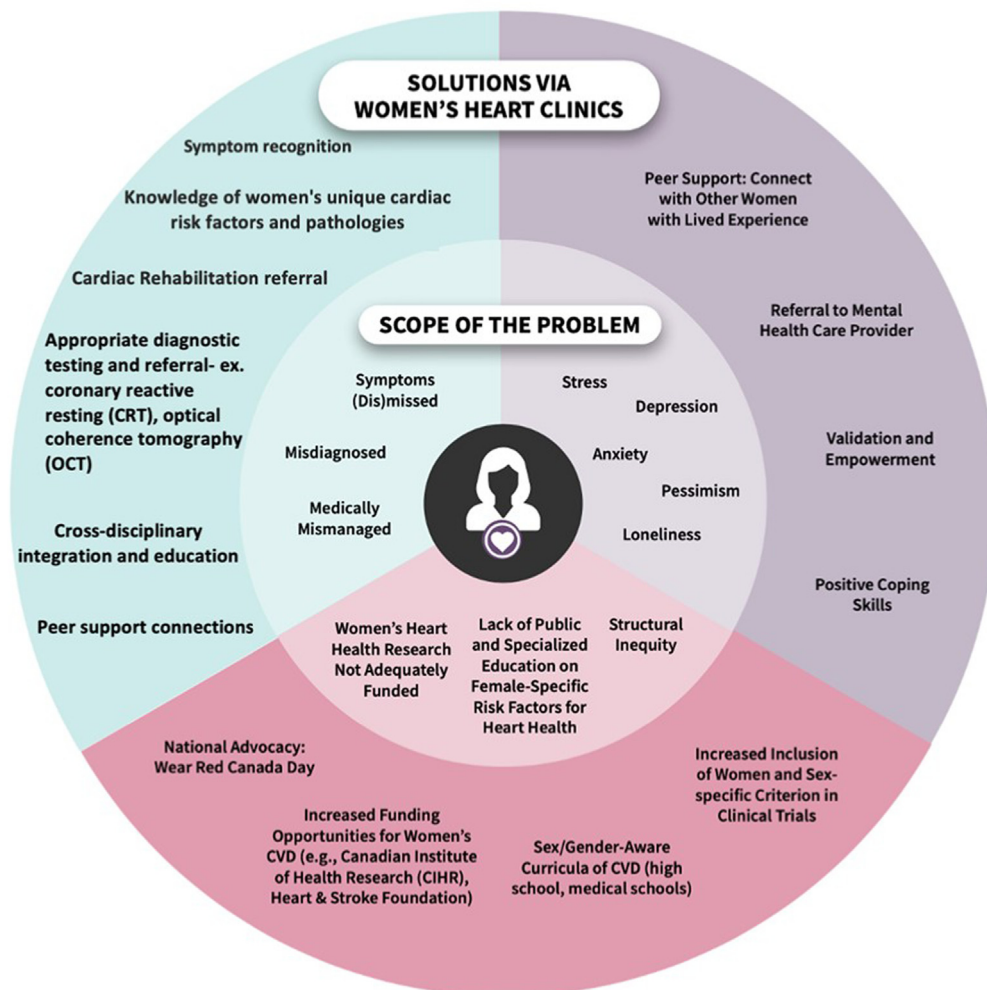 SOLUTIONS VIA
WOMEN'S HEART CLINICS
Symptom recognition
Knowledge of women's unique cardiac
risk factors and pathologies
Cardiac Rehabilitation referral
Appropriate diagnostic
testing and referral- ex.
coronary reactive
resting (CRT), optical
coherence tomography
(OCT)
Cross-disciplinary
integration and education
Peer support connections
Peer Support: Connect
with Other Women
with Lived Experience
Referral to Mental
Health Care Provider
Validation and
Empowerment
Positive Coping
Skills
SCOPE OF THE PROBLEM
Symptoms
(Dis)missed
Misdiagnosed
Medically
Mismanaged
Stress
Depression
Anxiety
Pessimism
Loneliness
Women's Heart
Health Research
Not Adequately
Funded
Lack of Public
and Specialized
Education on
Female-Specific
Risk Factors for
Heart Health
Structural
Inequity
National Advocacy:
Wear Red Canada Day
Increased Funding
Opportunities for Women's
CVD (e.g., Canadian Institute
of Health Research (CIHR),
Heart & Stroke Foundation)
Sex/Gender-Aware
Curricula of CVD (high
school, medical schools)
Increased Inclusion
of Women and Sex-
specific Criterion in
Clinical Trials